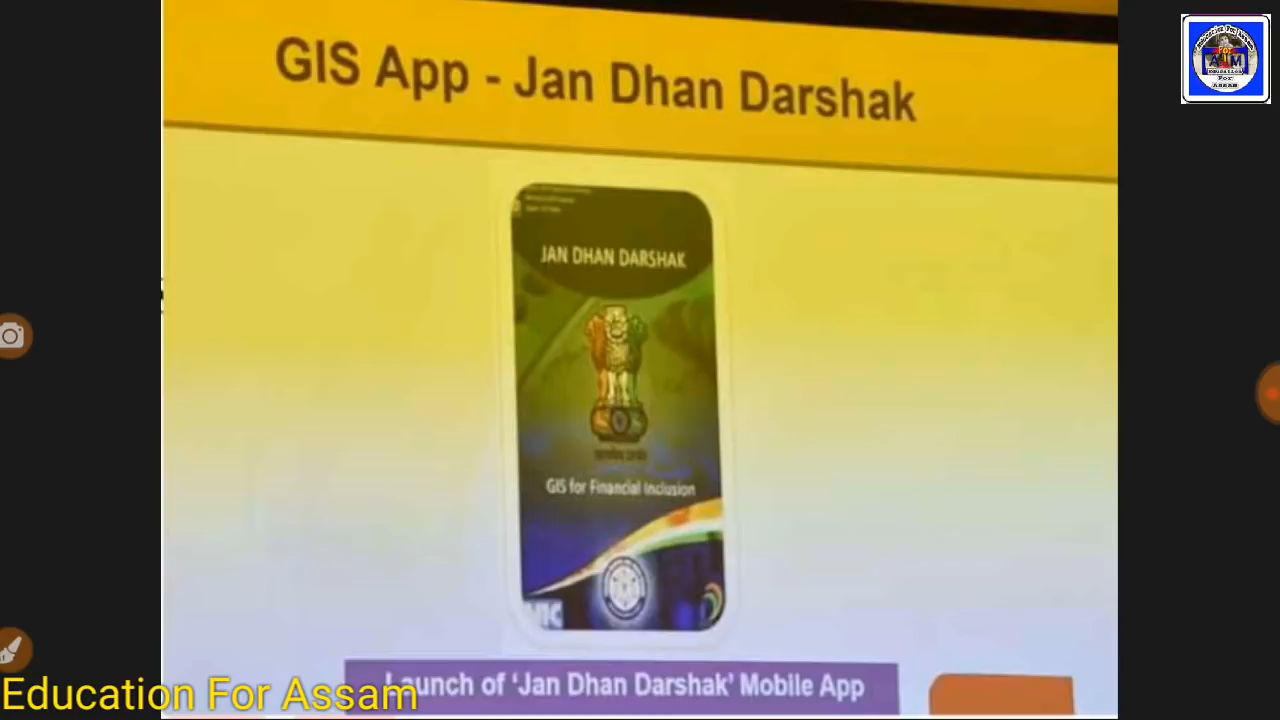 GIS App - Jan Dhan Darshak
JAN DHAN DARSHAK
GIS for Financial Inclusion
NIC
Launch of 'Jan Dhan Darshak' Mobile App
Education For Assam